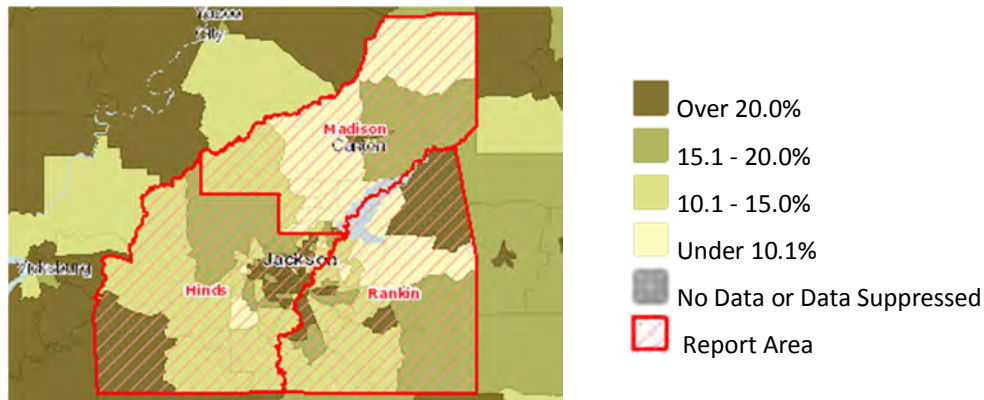 Yazoo
City
Madison
Canton
Vicksburg
Jackson
Hinds
Rankin
Over 20.0%
15.1 - 20.0%
10.1 - 15.0%
Under 10.1%
No Data or Data Suppressed
Report Area